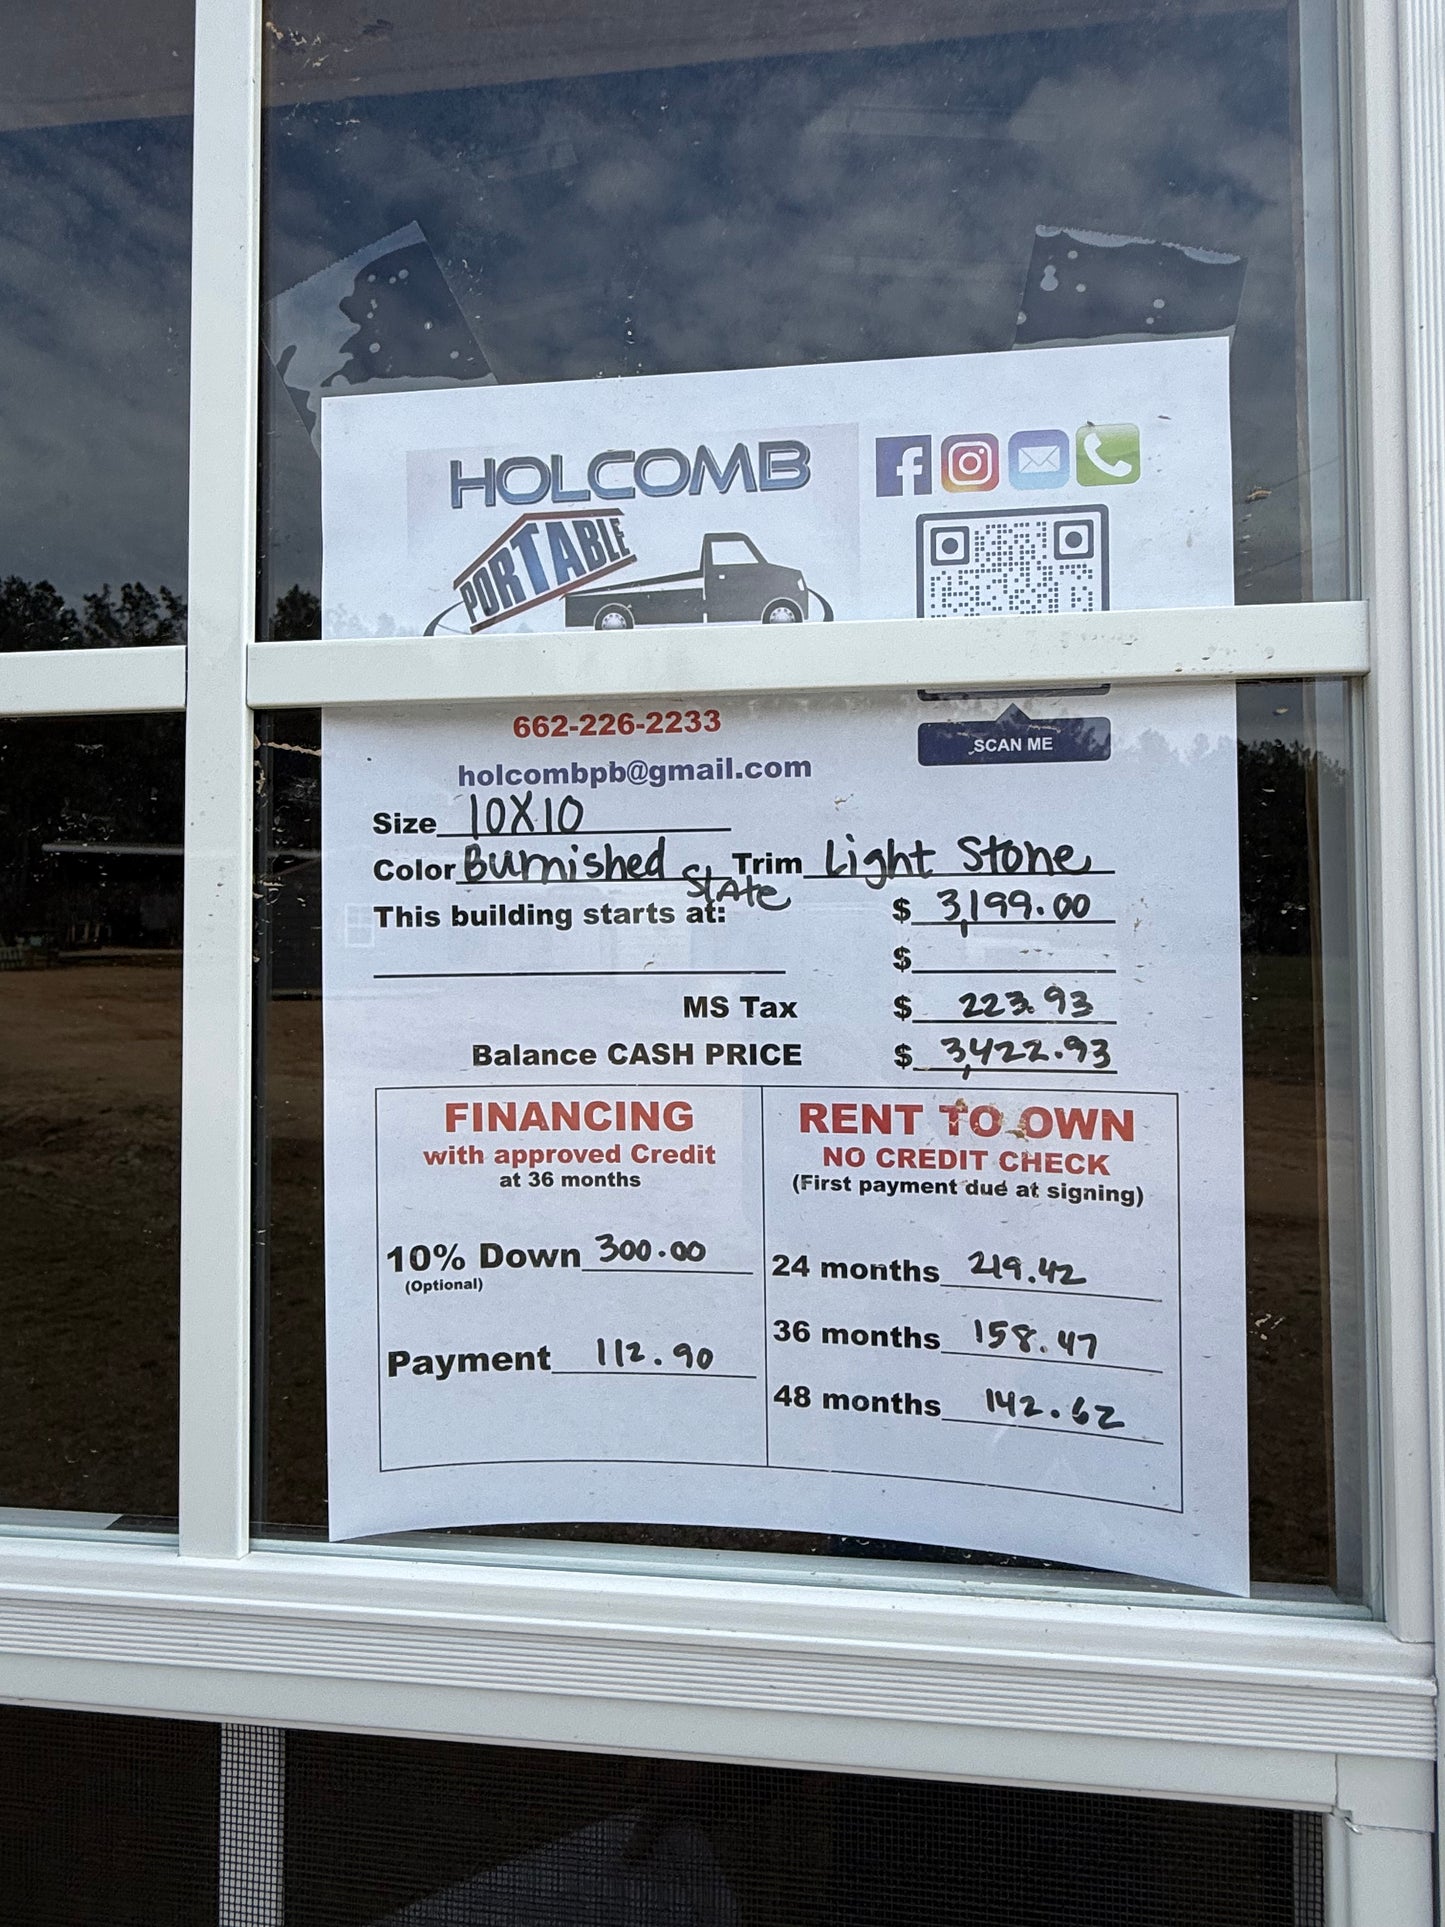 HOLCOMB
PORTABLE
662-226-2233
SCAN ME
holcombpb@gmail.com
Size 10X10
Color Burnished Slate Trim Light Stone
This building starts at: $ 3,199.00
$
MS Tax $ 223.93
Balance CASH PRICE $ 3,422.93
FINANCING
with approved Credit
at 36 months
10% Down 300.00
(Optional)
Payment 112.90
RENT TO OWN
NO CREDIT CHECK
(First payment due at signing)
24 months 219.42
36 months 158.47
48 months 142.62